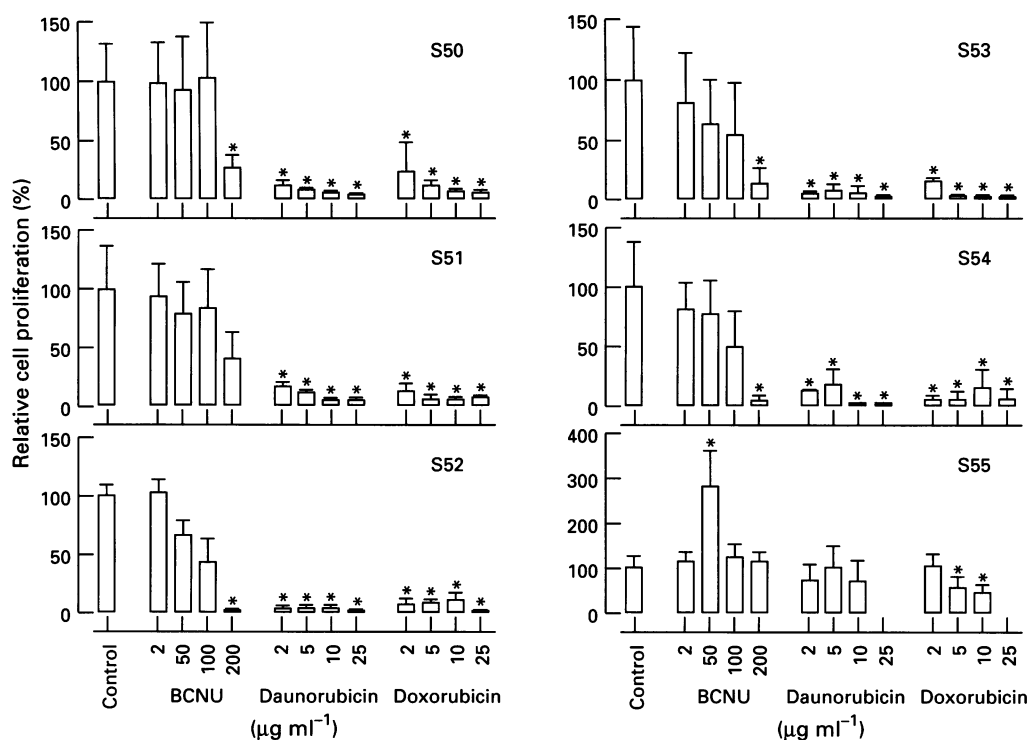 Relative cell proliferation (%)
150
100
50
0
S50
*
* * * *
* * * *
150
100
50
0
S53
*
* * * *
* * * *
150
100
50
0
S51
* * * *
* * * *
150
100
50
0
S54
*
* * * *
* * * *
150
100
50
0
S52
*
* * * *
* * * *
400
300
200
100
0
S55
*
* *
Control
2 50 100 200
2 5 10 25
2 5 10 25
BCNU Daunorubicin Doxorubicin
(μg ml⁻¹)
Control
2 50 100 200
2 5 10 25
2 5 10 25
BCNU Daunorubicin Doxorubicin
(μg ml⁻¹)